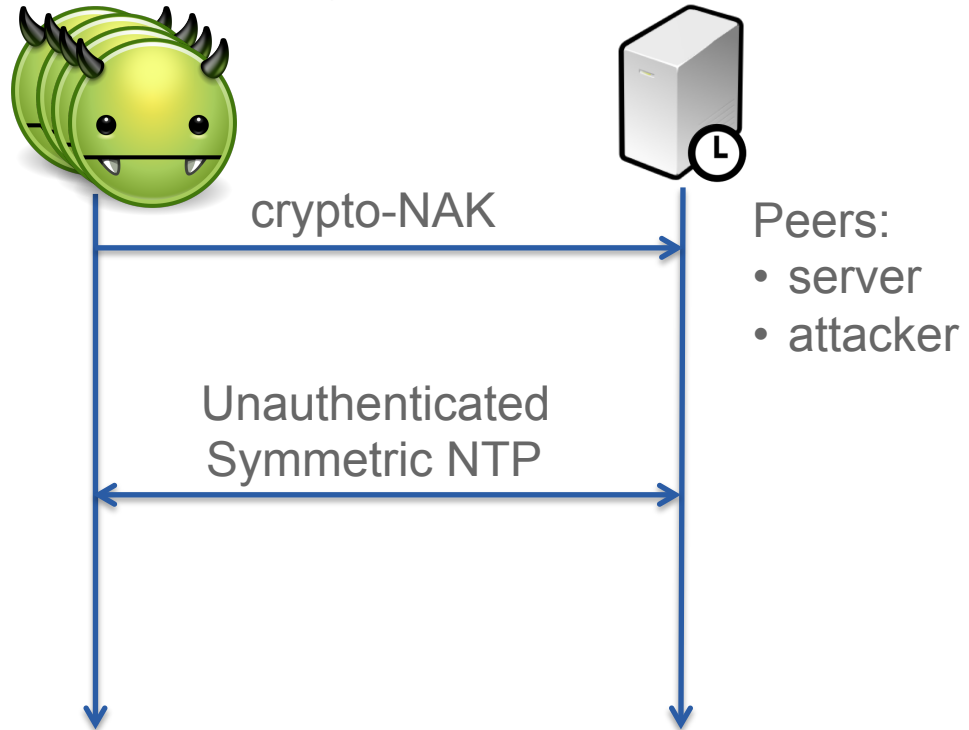 crypto-NAK
Peers:
• server
• attacker
Unauthenticated
Symmetric NTP